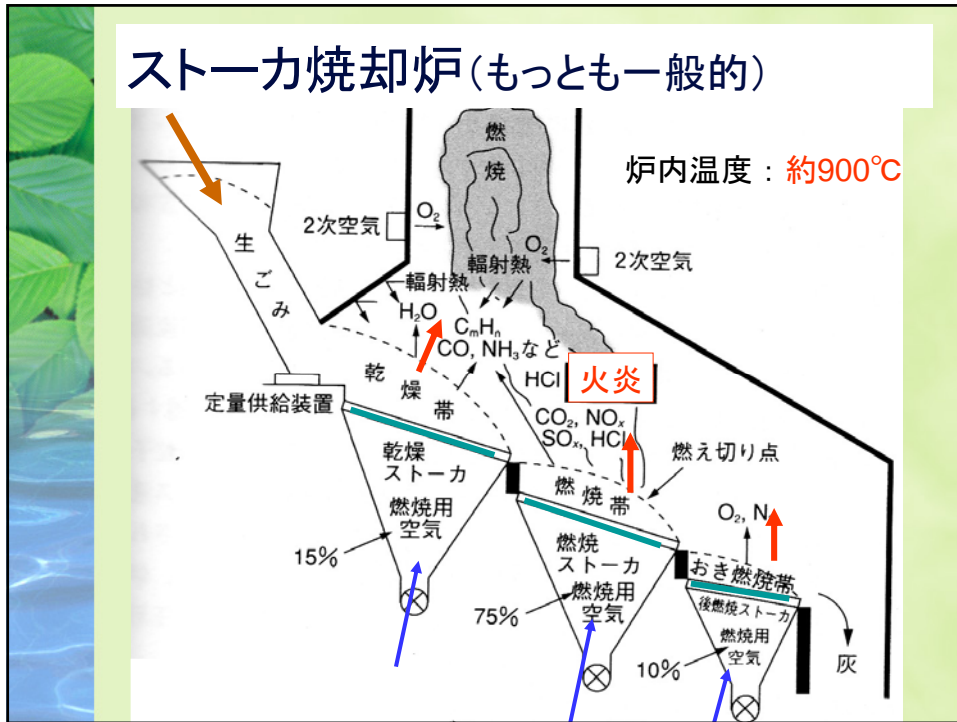 ストーカ焼却炉(もっとも一般的)
炉内温度：約900℃
燃焼
生ごみ
2次空気
O₂
O₂
2次空気
輻射熱
輻射熱
H₂O
CₘHₙ
CO, NH₃など
HCl
火炎
乾燥帯
定量供給装置
CO₂, NOₓ
SOₓ, HCl
燃え切り点
乾燥
ストーカ
燃焼用
空気
15%
燃焼帯
O₂, N
燃焼
ストーカ
燃焼用
空気
75%
おき燃焼帯
後燃焼ストーカ
燃焼用
空気
10%
灰